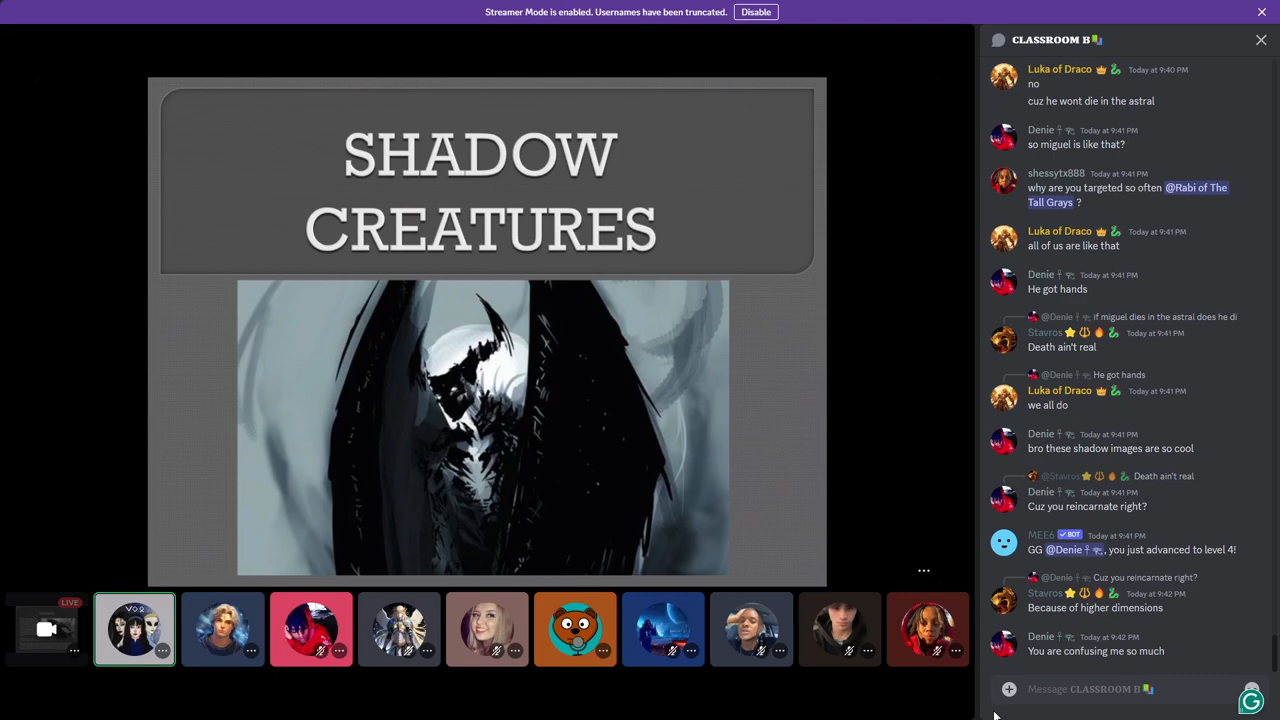 Streamer Mode is enabled. Usernames have been truncated. Disable
SHADOW
CREATURES
LIVE
CLASSROOM B
Luka of Draco Today at 9:40 PM
no
cuz he wont die in the astral
Denie Today at 9:41 PM
so miguel is like that?
shessytx888 Today at 9:41 PM
why are you targeted so often @Rabi of The
Tall Grays ?
Luka of Draco Today at 9:41 PM
all of us are like that
Denie Today at 9:41 PM
He got hands
@Denie if miguel dies in the astral does he di
Stavros Today at 9:41 PM
Death ain't real
@Denie He got hands
Luka of Draco Today at 9:41 PM
we all do
Denie Today at 9:41 PM
bro these shadow images are so cool
@Stavros Death ain't real
Denie Today at 9:41 PM
Cuz you reincarnate right?
MEE6 BOT Today at 9:41 PM
GG @Denie, you just advanced to level 4!
@Denie Cuz you reincarnate right?
Stavros Today at 9:42 PM
Because of higher dimensions
Denie Today at 9:42 PM
You are confusing me so much
Message CLASSROOM B